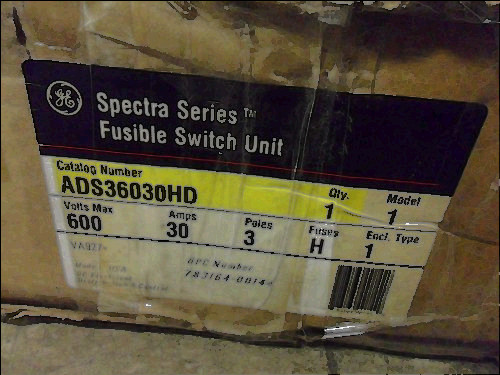 GE
Spectra Series™
Fusible Switch Unit
Catalog Number Qty. Model
ADS36030HD 1 1
Volts Max Amps Poles Fuses Encl. Type
600 30 3 H 1
UPC Number